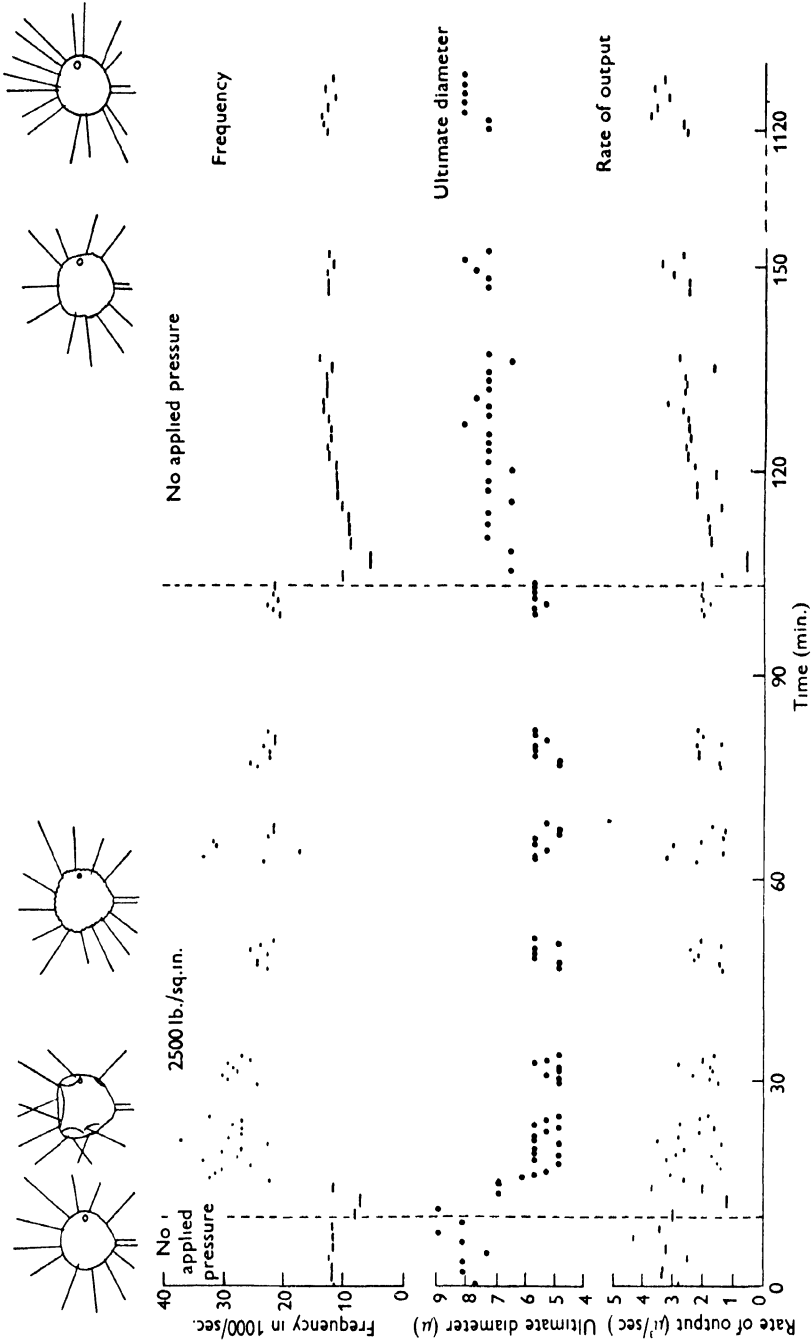 No
applied
pressure
2500 lb./sq.in.
No applied pressure
Frequency
Ultimate diameter
Rate of output
Frequency in 1000/sec.
40
30
20
10
0
Ultimate diameter (μ)
9
8
7
6
5
4
Rate of output (μ³/sec)
5
4
3
2
1
0
30
60
90
120
150
1120
Time (min.)